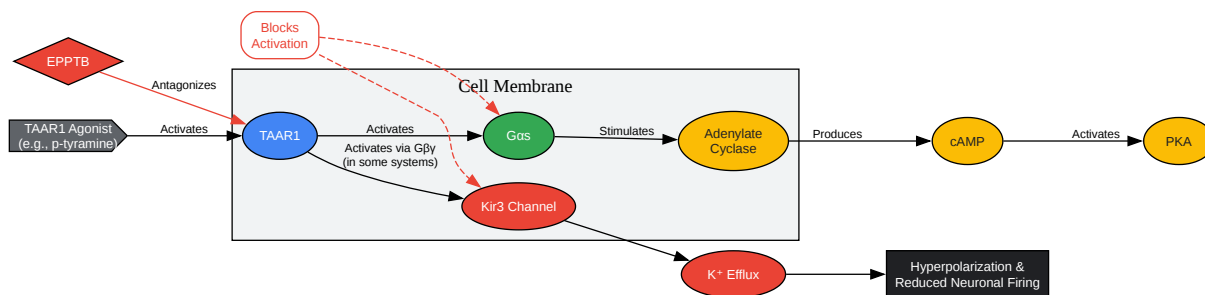 Blocks
Activation
EPPTB
Antagonizes
Cell Membrane
TAAR1 Agonist
(e.g., p-tyramine)
Activates
TAAR1
Activates
Gαs
Stimulates
Adenylate
Cyclase
Produces
cAMP
Activates
PKA
Activates via Gβγ
(in some systems)
Kir3 Channel
K⁺ Efflux
Hyperpolarization &
Reduced Neuronal Firing